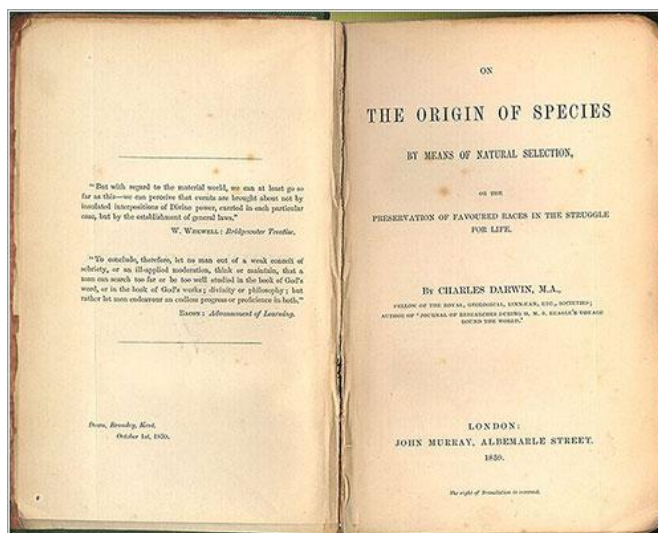 "But with regard to the material world, we can at least go so
far as this—we can perceive that events are brought about not by
insulated interpositions of Divine power, exerted in each particular
case, but by the establishment of general laws."
W. Whewell: Bridgewater Treatise.
"To conclude, therefore, let no man out of a weak conceit of
sobriety, or an ill-applied moderation, think or maintain, that a
man can search too far or be too well studied in the book of God's
word, or in the book of God's works; divinity or philosophy; but
rather let men endeavour an endless progress or proficience in both."
Bacon: Advancement of Learning.
Down, Bromley, Kent,
October 1st, 1859.
ON
THE ORIGIN OF SPECIES
BY MEANS OF NATURAL SELECTION,
OR THE
PRESERVATION OF FAVOURED RACES IN THE STRUGGLE
FOR LIFE.
By CHARLES DARWIN, M.A.,
FELLOW OF THE ROYAL, GEOLOGICAL, LINNÆAN, ETC., SOCIETIES;
AUTHOR OF 'JOURNAL OF RESEARCHES DURING H. M. S. BEAGLE'S VOYAGE
ROUND THE WORLD.'
LONDON:
JOHN MURRAY, ALBEMARLE STREET.
1859.
The right of Translation is reserved.